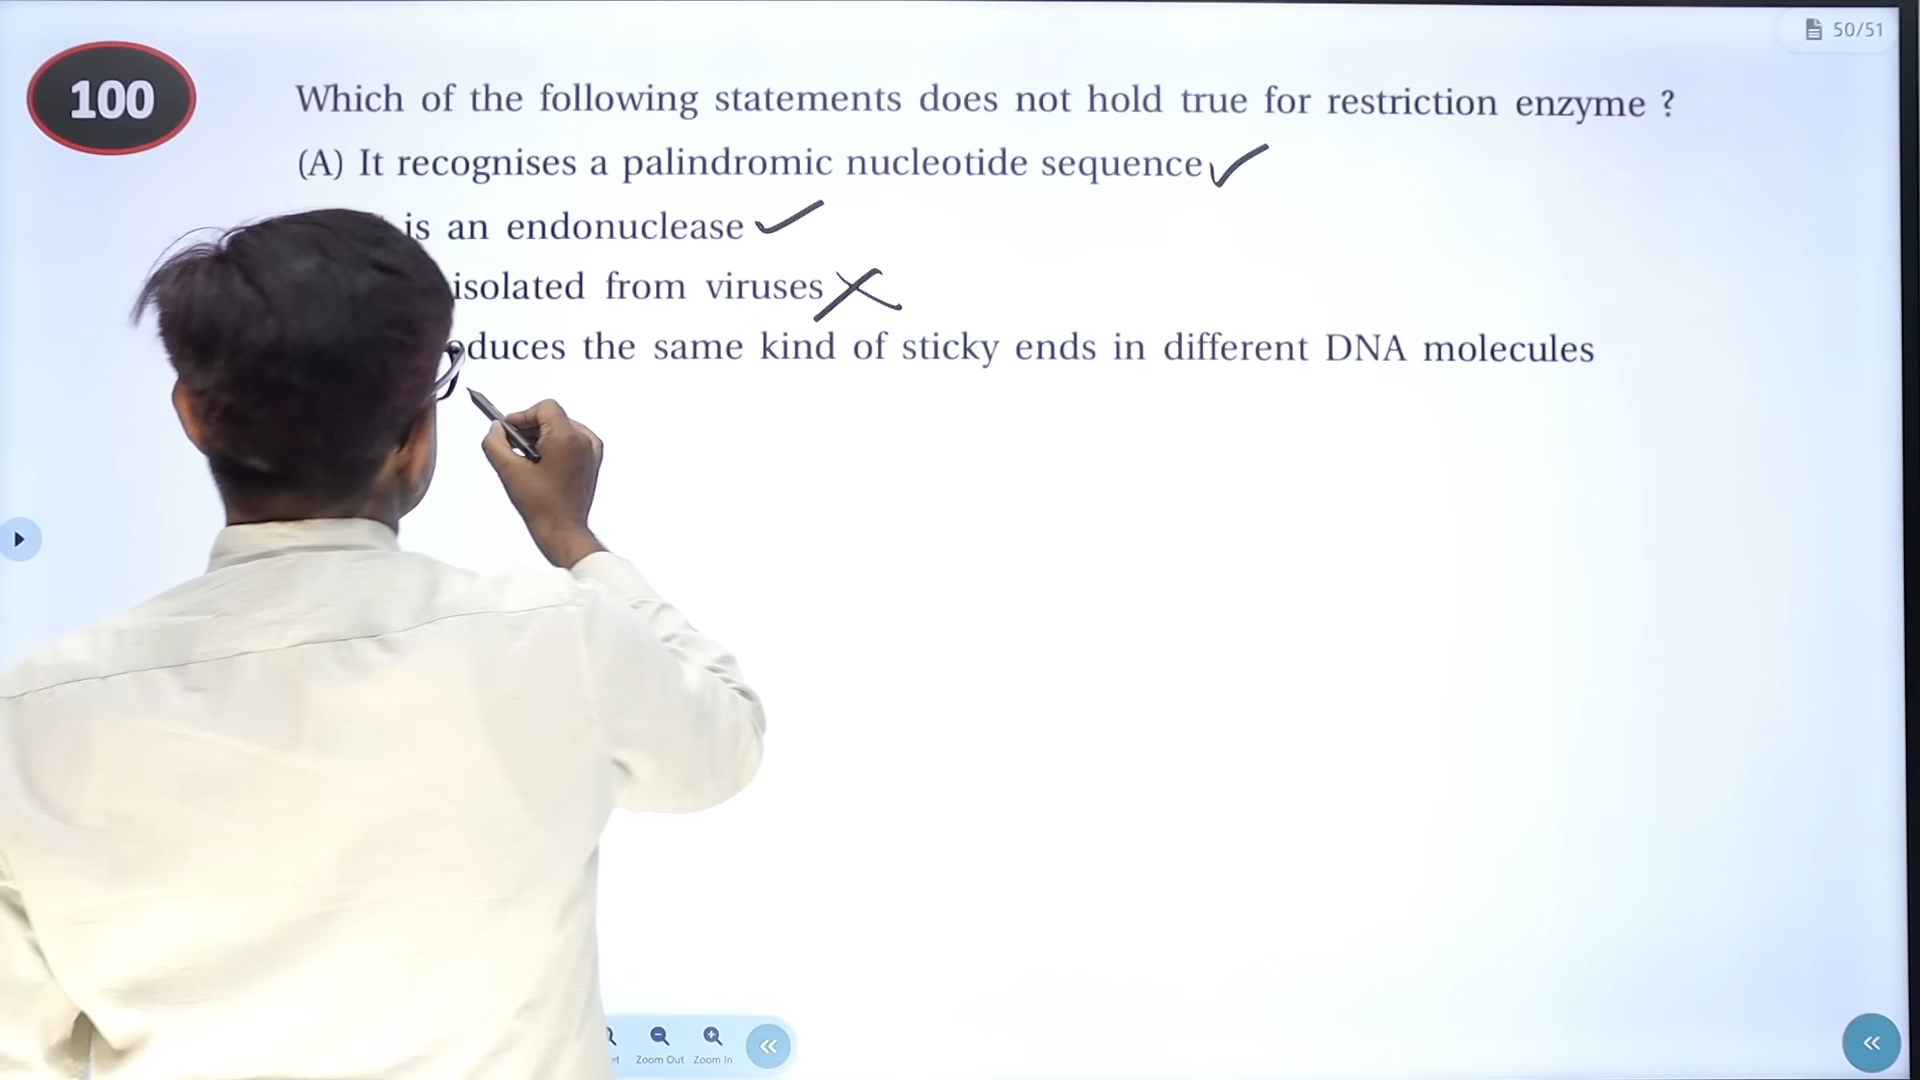 50/51
100
Which of the following statements does not hold true for restriction enzyme ?
(A) It recognises a palindromic nucleotide sequence
is an endonuclease
isolated from viruses
the same kind of sticky ends in different DNA molecules
Zoom Out Zoom In